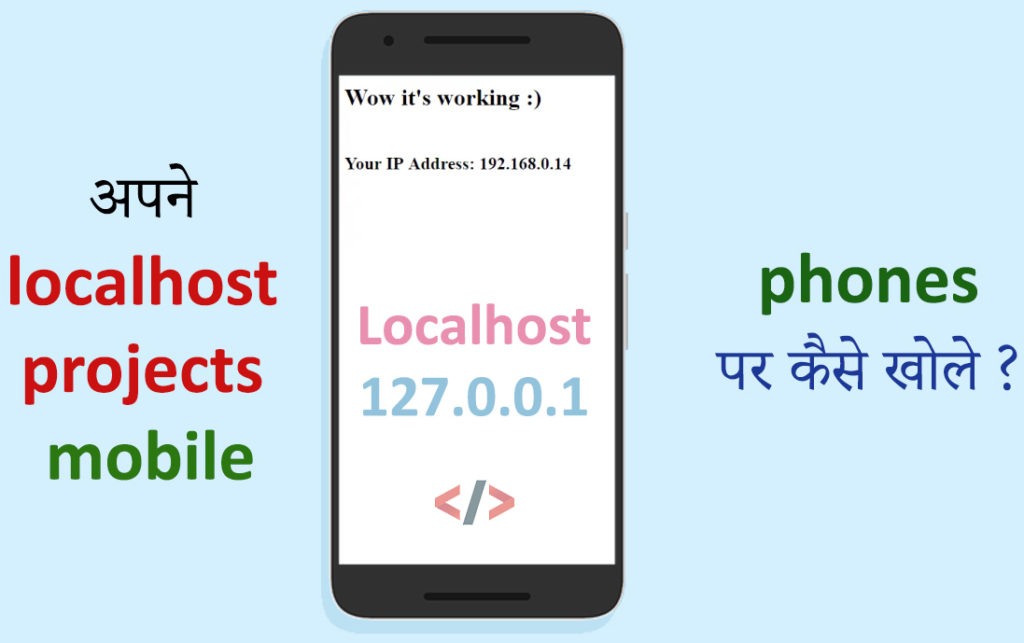 अपने
localhost
projects
mobile
Wow it's working :)
Your IP Address: 192.168.0.14
Localhost
127.0.0.1
</>
phones
पर कैसे खोले ?